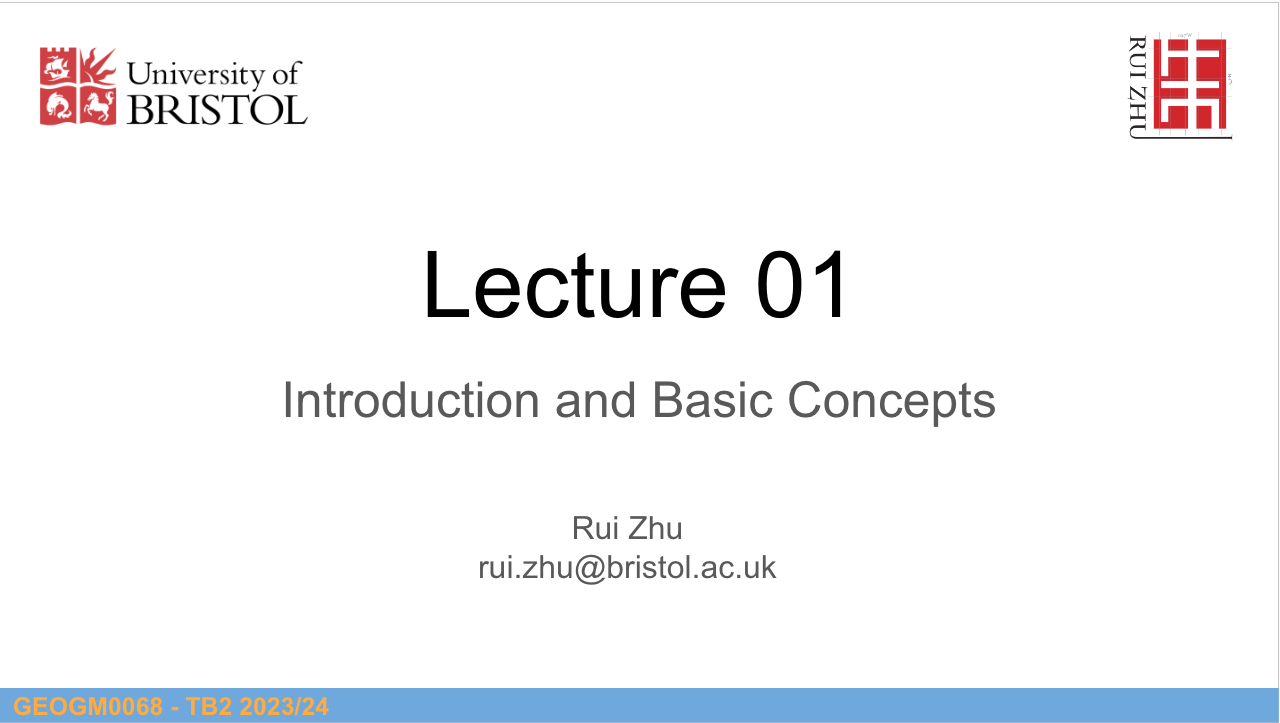 University of
BRISTOL
RUI ZHU
Lecture 01
Introduction and Basic Concepts
Rui Zhu
rui.zhu@bristol.ac.uk
GEOGM0068 - TB2 2023/24